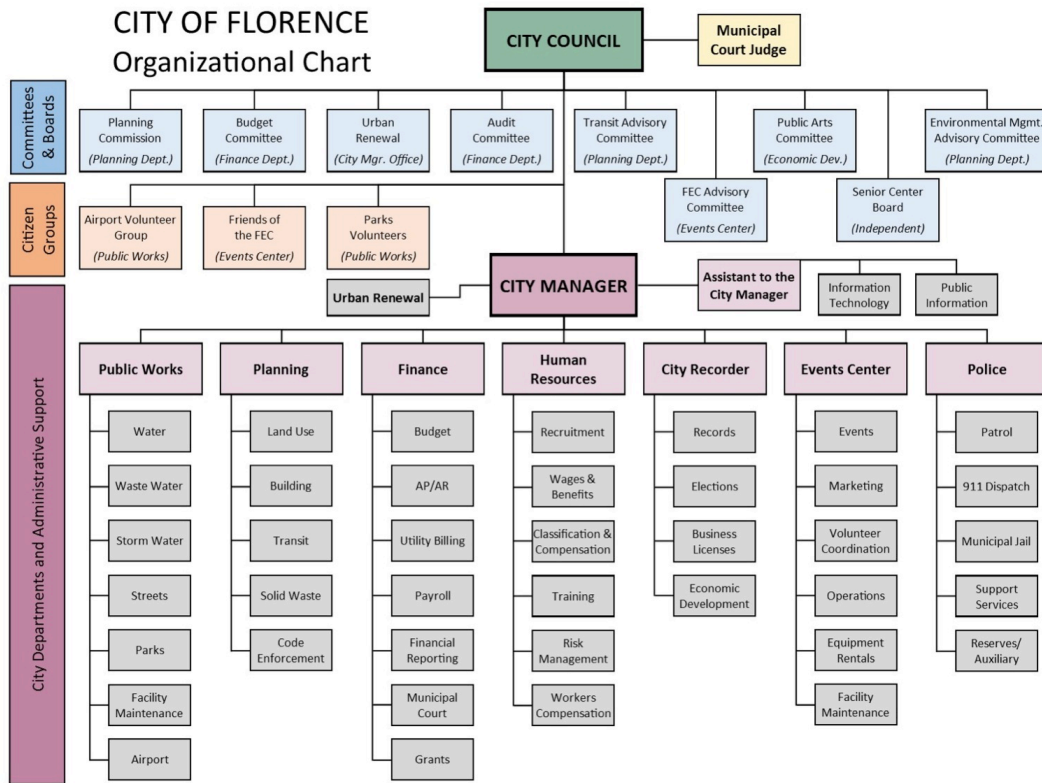 CITY OF FLORENCE
Organizational Chart
CITY COUNCIL
Municipal
Court Judge
Committees
& Boards
Planning
Commission
(Planning Dept.)
Budget
Committee
(Finance Dept.)
Urban
Renewal
(City Mgr. Office)
Audit
Committee
(Finance Dept.)
Transit Advisory
Committee
(Planning Dept.)
Public Arts
Committee
(Economic Dev.)
Environmental Mgmt.
Advisory Committee
(Planning Dept.)
FEC Advisory
Committee
(Events Center)
Senior Center
Board
(Independent)
Citizen
Groups
Airport Volunteer
Group
(Public Works)
Friends of
the FEC
(Events Center)
Parks
Volunteers
(Public Works)
Urban Renewal
CITY MANAGER
Assistant to the
City Manager
Information
Technology
Public
Information
City Departments and Administrative Support
Public Works
Water
Waste Water
Storm Water
Streets
Parks
Facility
Maintenance
Airport
Planning
Land Use
Building
Transit
Solid Waste
Code
Enforcement
Finance
Budget
AP/AR
Utility Billing
Payroll
Financial
Reporting
Municipal
Court
Grants
Human
Resources
Recruitment
Wages &
Benefits
Classification &
Compensation
Training
Risk
Management
Workers
Compensation
City Recorder
Records
Elections
Business
Licenses
Economic
Development
Events Center
Events
Marketing
Volunteer
Coordination
Operations
Equipment
Rentals
Facility
Maintenance
Police
Patrol
911 Dispatch
Municipal Jail
Support
Services
Reserves/
Auxiliary